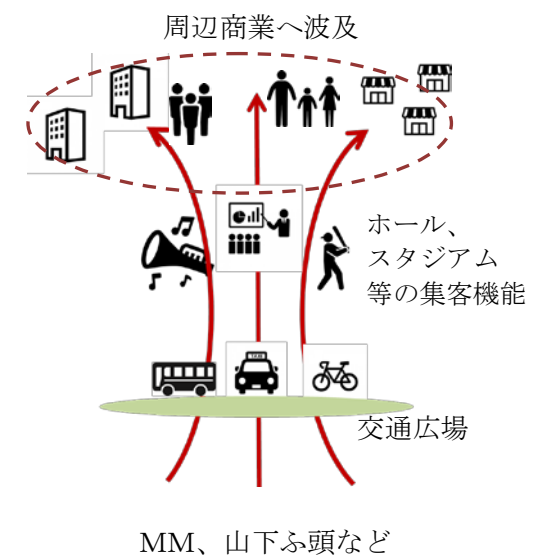 周辺商業へ波及
ホール、
スタジアム
等の集客機能
TAXI
交通広場
MM、山下ふ頭など